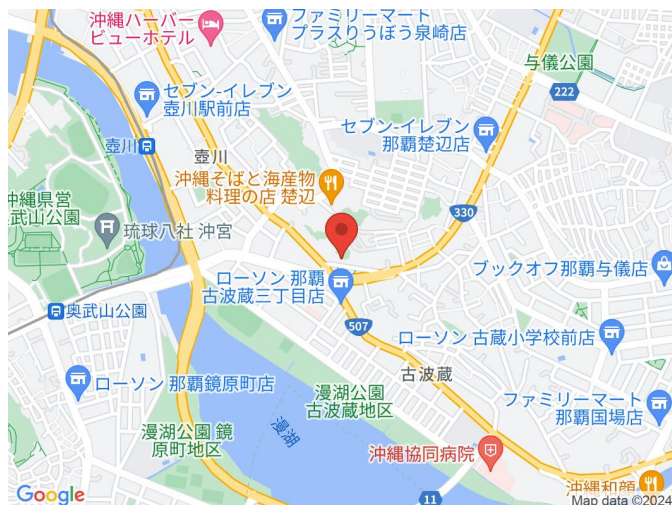 沖縄ハーバー
ビューホテル
ファミリーマート
プラスりうぼう泉崎店
与儀公園
222
セブン-イレブン
壺川駅前店
セブン-イレブン
那覇楚辺店
壺川
壺川
沖縄そばと海産物
料理の店 楚辺
沖縄県営
奥武山公園
琉球八社 沖宮
330
ブックオフ那覇与儀店
ローソン 那覇
古波蔵三丁目店
奥武山公園
507
ローソン 古蔵小学校前店
古波蔵
ローソン 那覇鏡原町店
漫湖公園
古波蔵地区
ファミリーマート
那覇国場店
漫湖公園 鏡
原町地区
漫湖
沖縄協同病院
沖縄和顔
11
Google
Map data ©2024